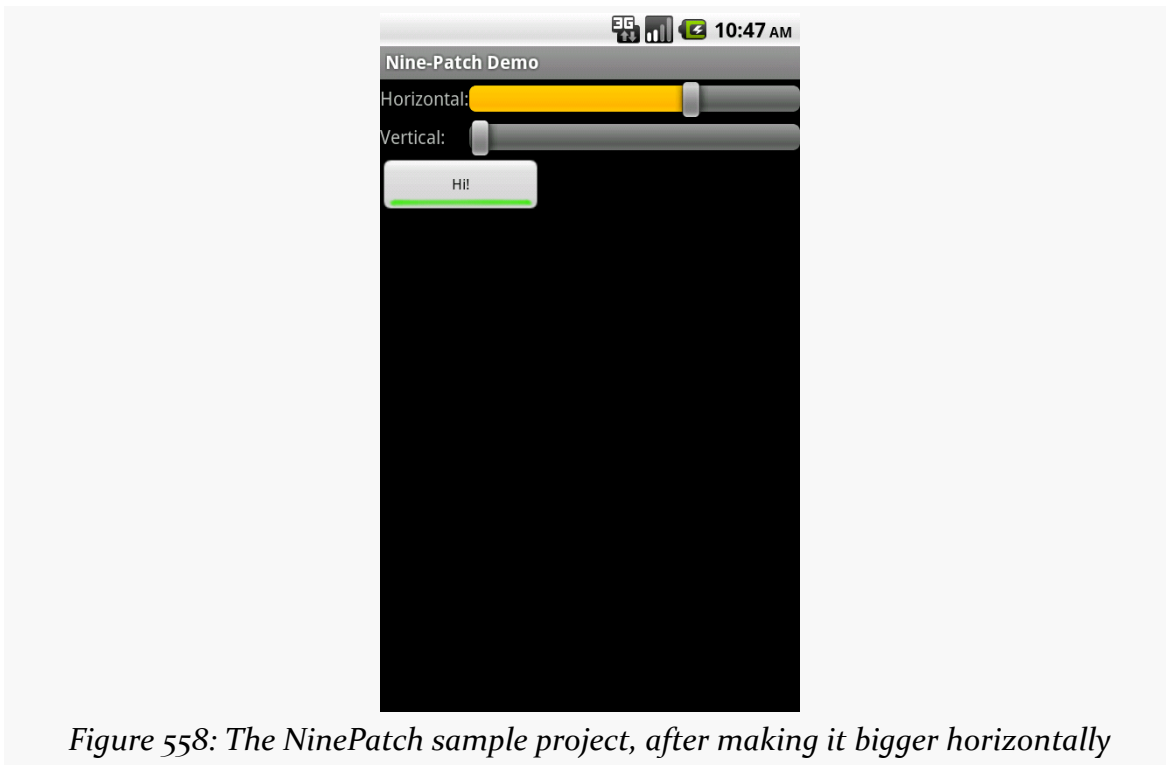 3G 10:47 AM
Nine-Patch Demo
Horizontal:
Vertical:
Hi!
Figure 558: The NinePatch sample project, after making it bigger horizontally